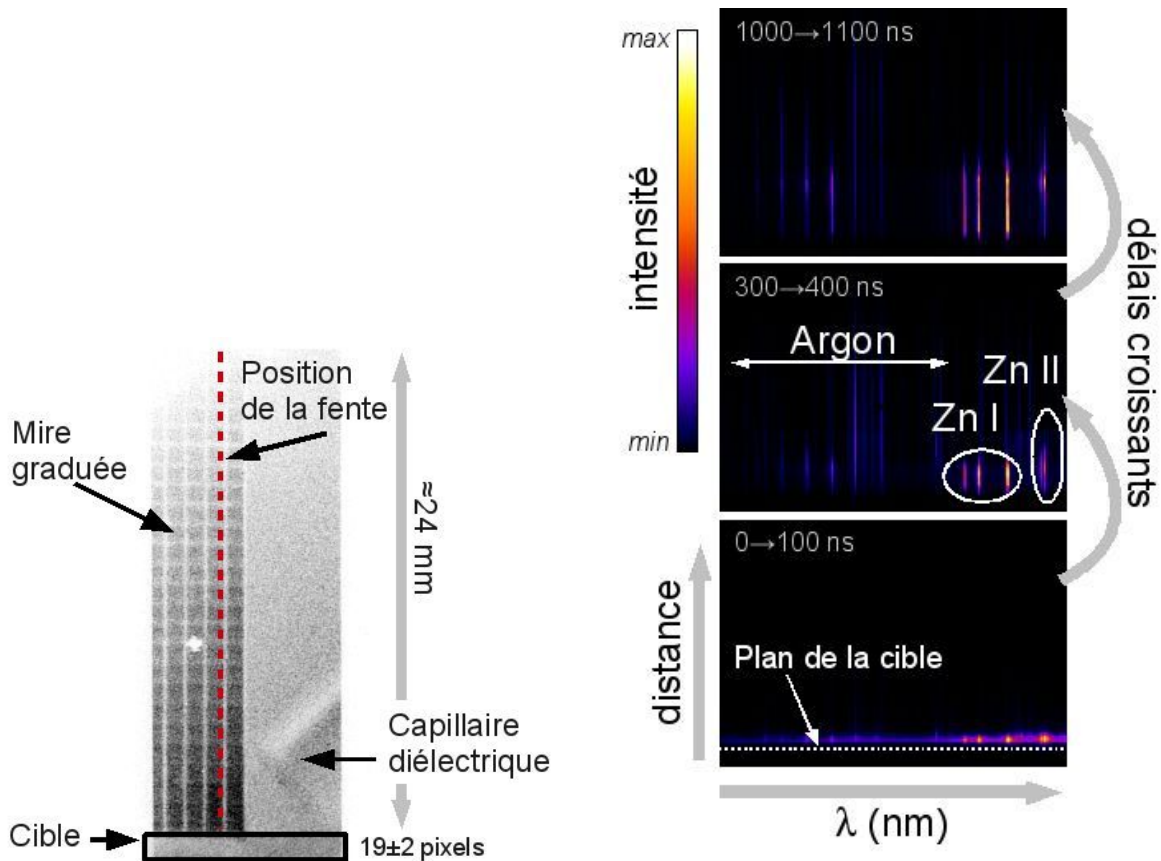 Position
de la fente
Mire
graduée
≈24 mm
Capillaire
diélectrique
Cible
19±2 pixels
max
intensité
min
1000→1100 ns
300→400 ns
Argon
Zn I
Zn II
0→100 ns
Plan de la cible
distance
λ (nm)
délais croissants